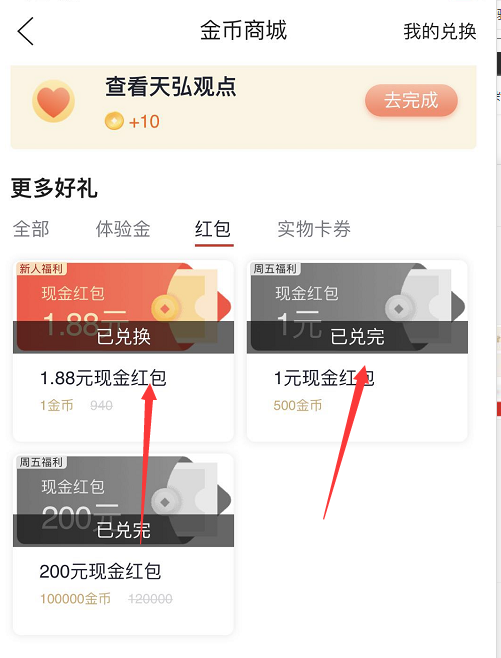 金币商城
我的兑换
查看天弘观点
+10
去完成
更多好礼
全部
体验金
红包
实物卡券
新人福利
现金红包
1.88元
已兑换
1.88元现金红包
1金币 940
周五福利
现金红包
1元
已兑完
1元现金红包
500金币
周五福利
现金红包
200元
已兑完
200元现金红包
100000金币 120000